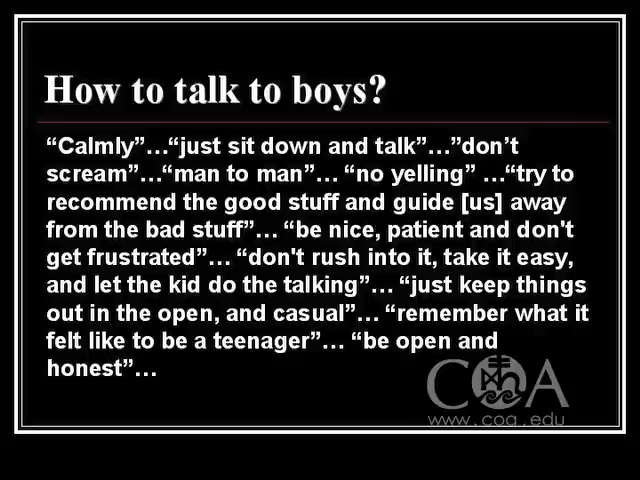 How to talk to boys?
“Calmly”…“just sit down and talk”…”don’t
scream”…“man to man”… “no yelling” …“try to
recommend the good stuff and guide [us] away
from the bad stuff”… “be nice, patient and don't
get frustrated”… “don't rush into it, take it easy,
and let the kid do the talking”… “just keep things
out in the open, and casual”… “remember what it
felt like to be a teenager”… “be open and
honest”…
COA
www.coa.edu